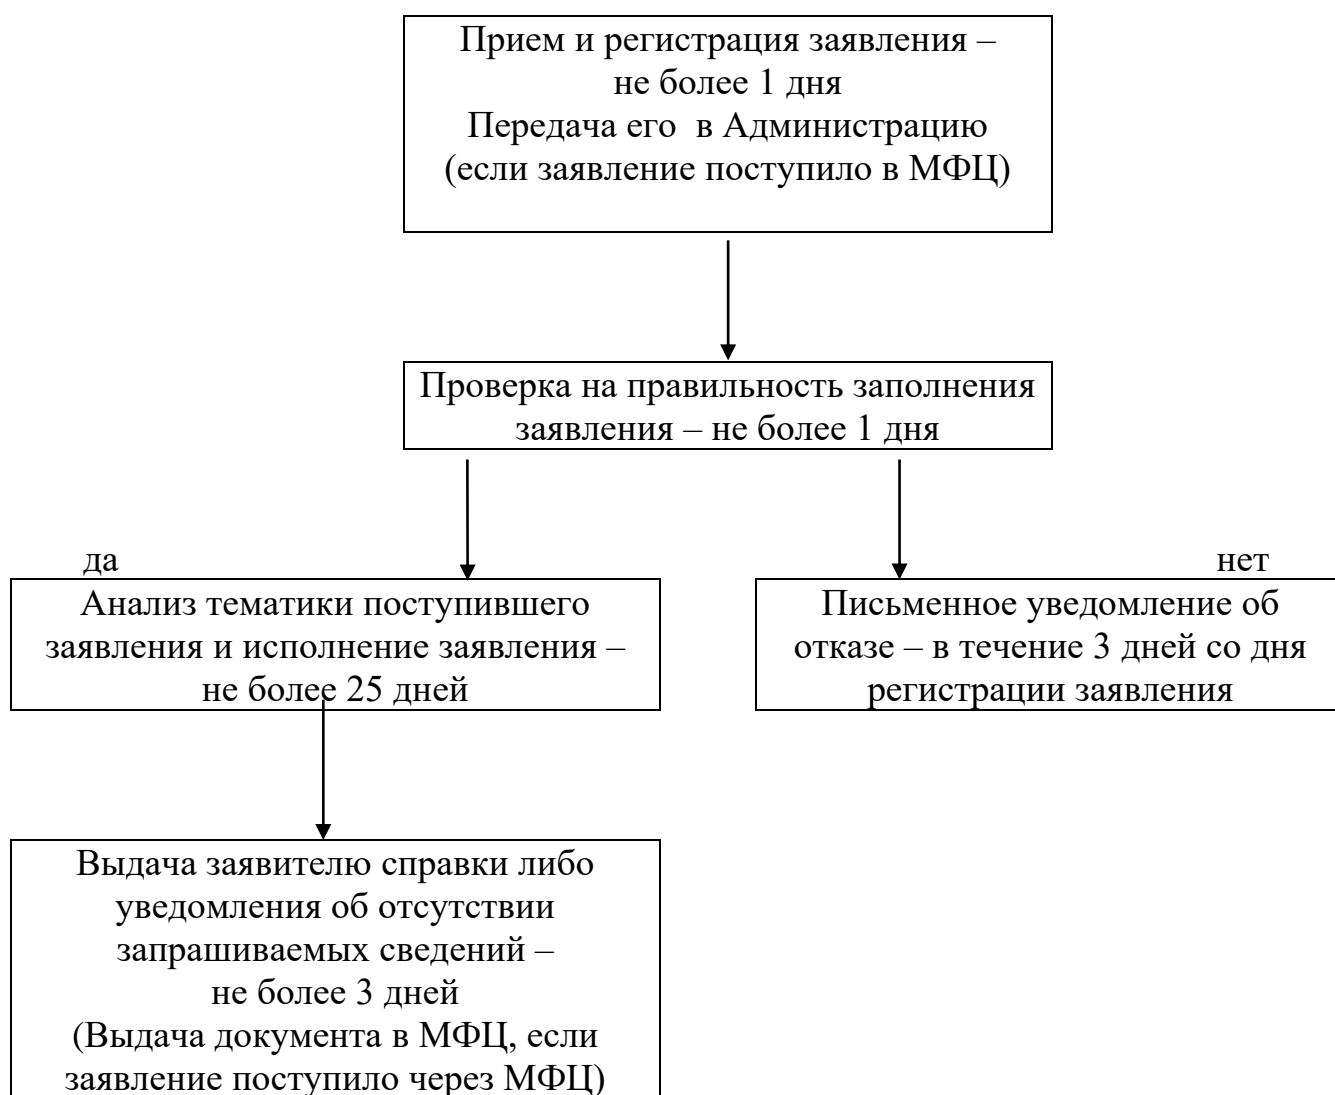 Прием и регистрация заявления –
не более 1 дня
Передача его  в Администрацию
(если заявление поступило в МФЦ)
Проверка на правильность заполнения
заявления – не более 1 дня
да
нет
Анализ тематики поступившего
заявления и исполнение заявления –
не более 25 дней
Письменное уведомление об
отказе – в течение 3 дней со дня
регистрации заявления
Выдача заявителю справки либо
уведомления об отсутствии
запрашиваемых сведений –
не более 3 дней
(Выдача документа в МФЦ, если
заявление поступило через МФЦ)